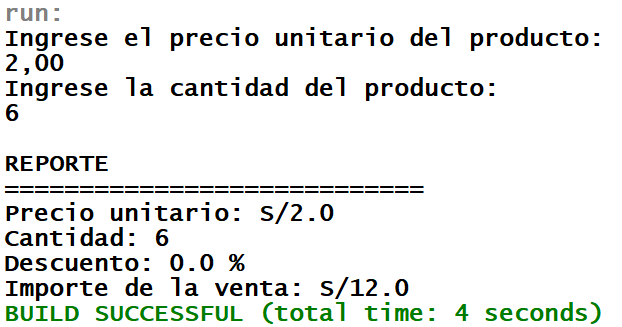 run:
Ingrese el precio unitario del producto:
2,00
Ingrese la cantidad del producto:
6
REPORTE
============================
Precio unitario: S/2.0
Cantidad: 6
Descuento: 0.0 %
Importe de la venta: S/12.0
BUILD SUCCESSFUL (total time: 4 seconds)